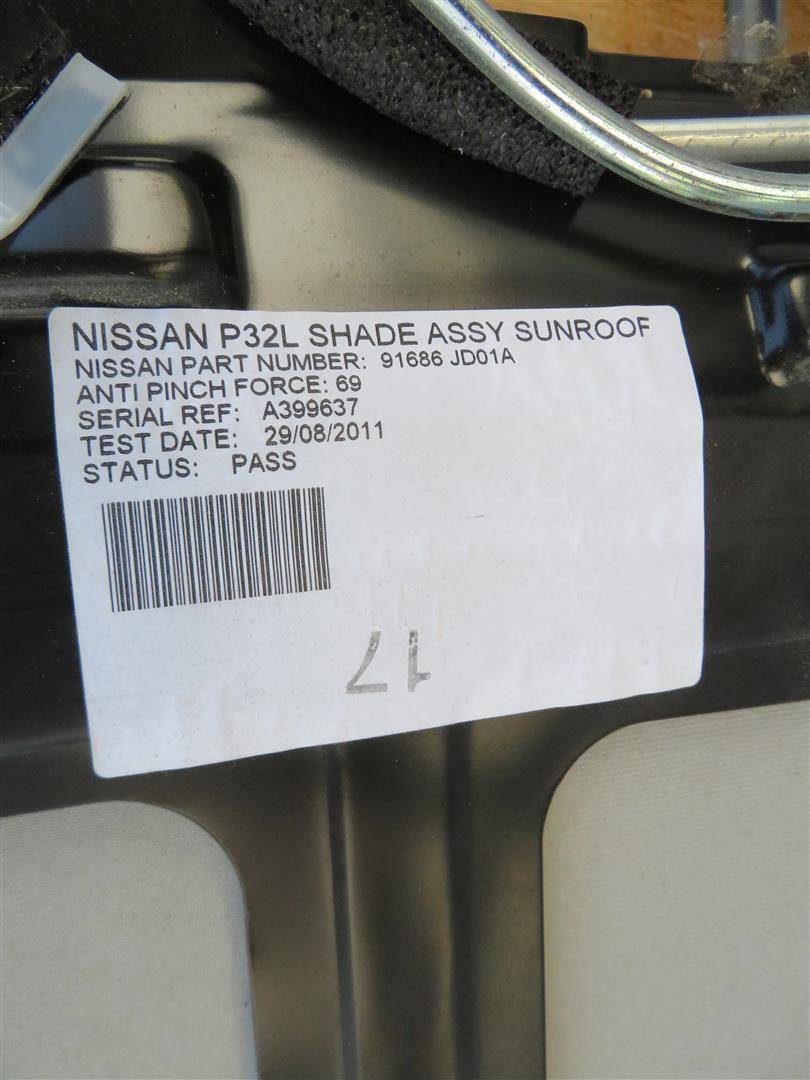 NISSAN P32L SHADE ASSY SUNROOF
NISSAN PART NUMBER: 91686 JD01A
ANTI PINCH FORCE: 69
SERIAL REF: A399637
TEST DATE: 29/08/2011
STATUS: PASS
17